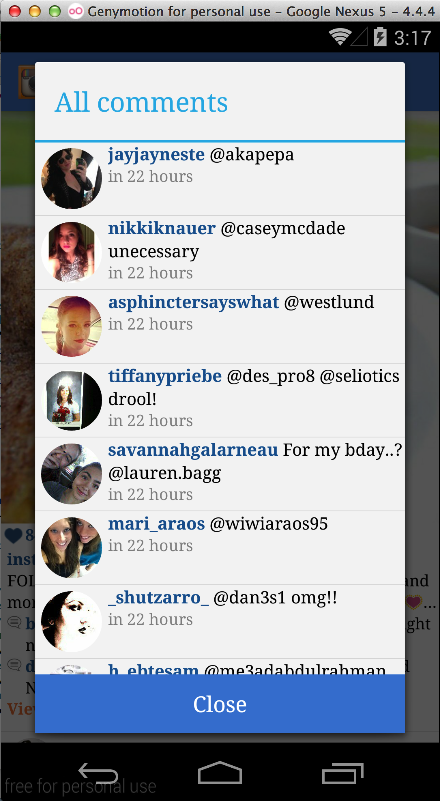 Genymotion for personal use - Google Nexus 5 - 4.4.4
3:17
All comments
jayjayneste @akapepa
in 22 hours
nikkiknauer @caseymcdade
unecessary
in 22 hours
asphinctersayswhat @westlund
in 22 hours
tiffanypriebe @des_pro8 @seliotics
drool!
in 22 hours
savannahgalarneau For my bday..?
@lauren.bagg
in 22 hours
mari_araos @wiwiaraos95
in 22 hours
_shutzarro_ @dan3s1 omg!!
in 22 hours
h_ebtesam @me3adabdulrahman
8
inst
FOI
and
mor
...
b
ght
n
d
d
N
Vie
Close
free for personal use